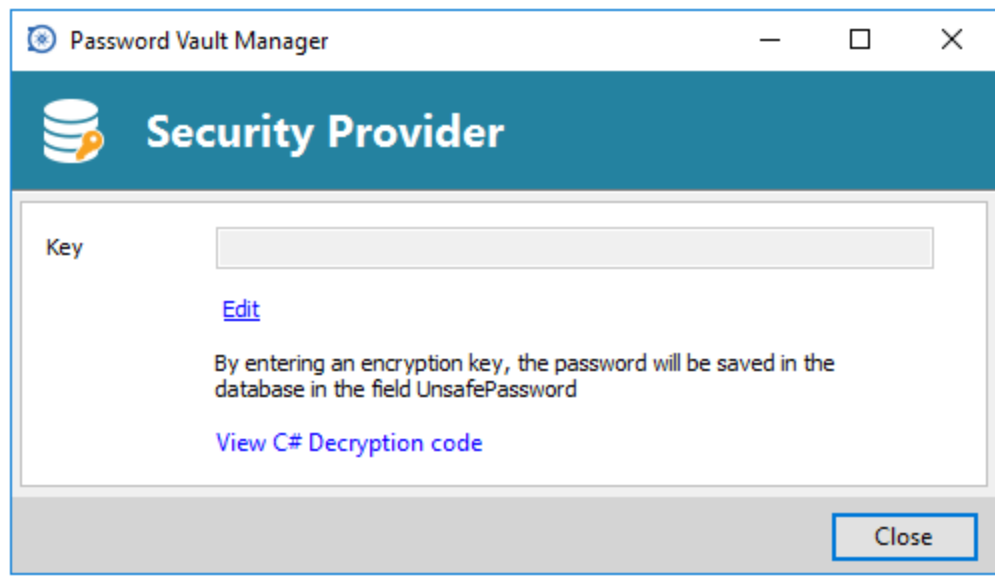 Password Vault Manager
Security Provider
Key
Edit
By entering an encryption key, the password will be saved in the
database in the field UnsafePassword
View C# Decryption code
Close